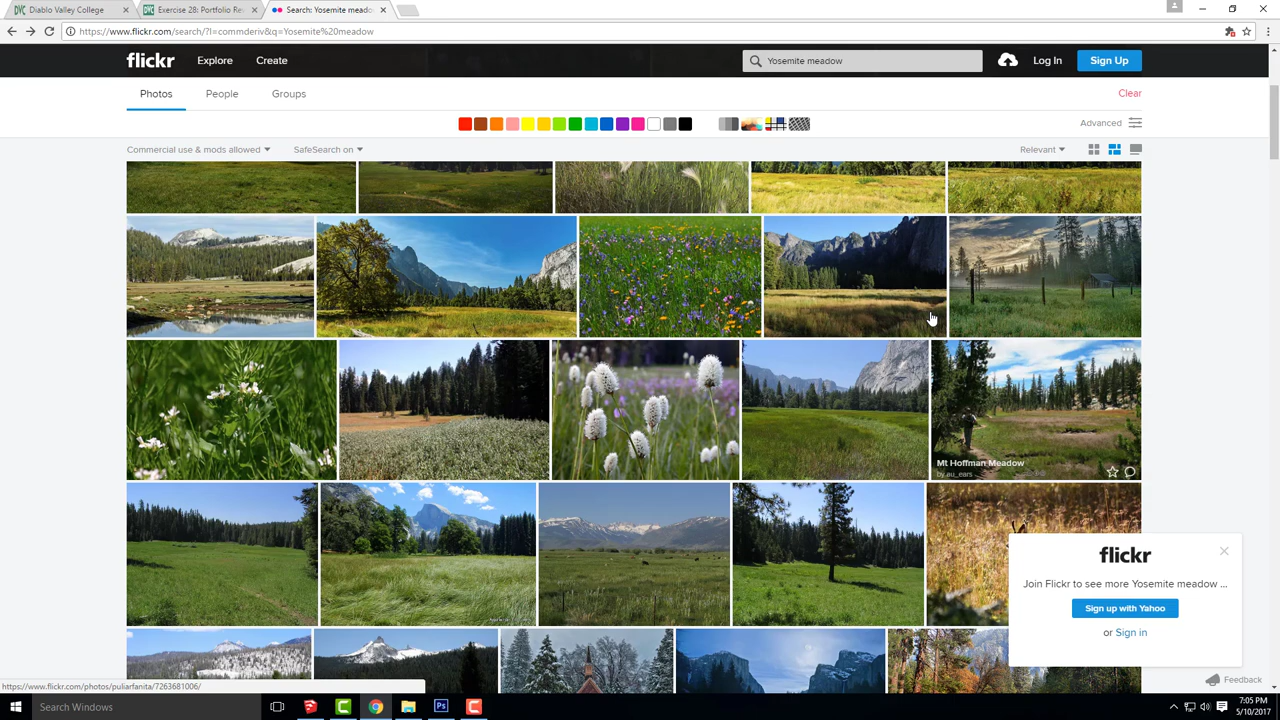 Diablo Valley College
Exercise 28: Portfolio Re
Search: Yosemite meado
https://www.flickr.com/search/?l=commderiv&q=Yosemite%20meadow
flickr
Explore
Create
Yosemite meadow
Log In
Sign Up
Photos
People
Groups
Clear
Advanced
Commercial use & mods allowed
SafeSearch on
Relevant
Mt Hoffman Meadow
by au_ears
flickr
Join Flickr to see more Yosemite meadow ...
Sign up with Yahoo
or Sign in
Feedback
https://www.flickr.com/photos/puliarfanita/7263681006/
Search Windows
7:05 PM
5/10/2017